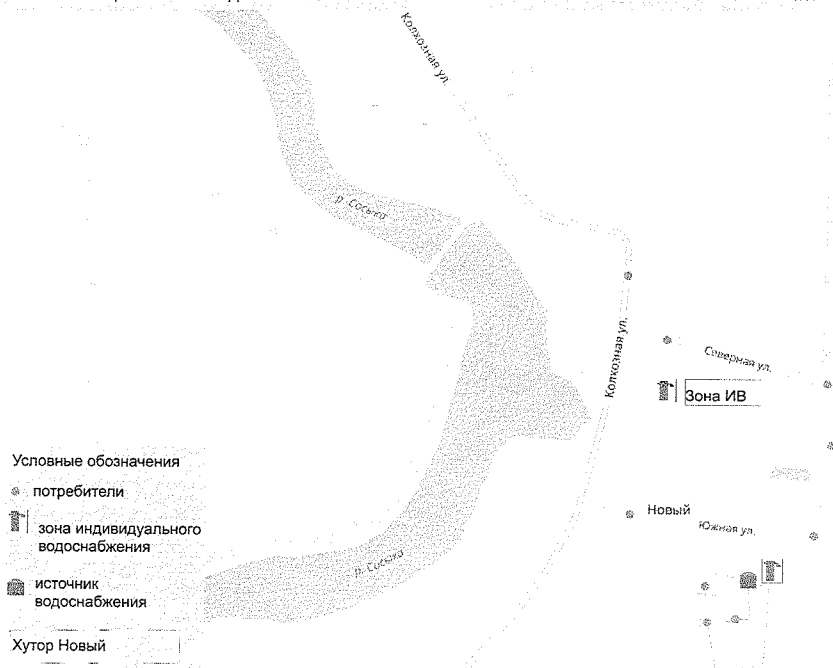 Колхозная ул.
р. Сосыка
Колхозная ул.
Северная ул.
Зона ИВ
Новый
Южная ул.
р. Сосыка
Условные обозначения
потребители
зона индивидуального
водоснабжения
источник
водоснабжения
Хутор Новый